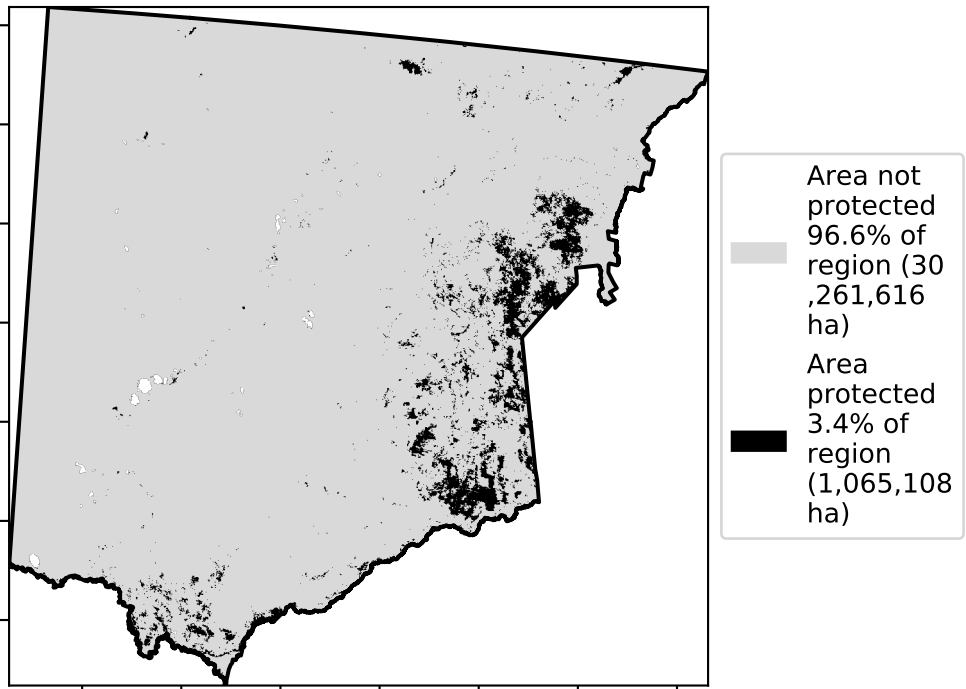 Area not
protected
96.6% of
region (30
,261,616
ha)
Area
protected
3.4% of
region
(1,065,108
ha)